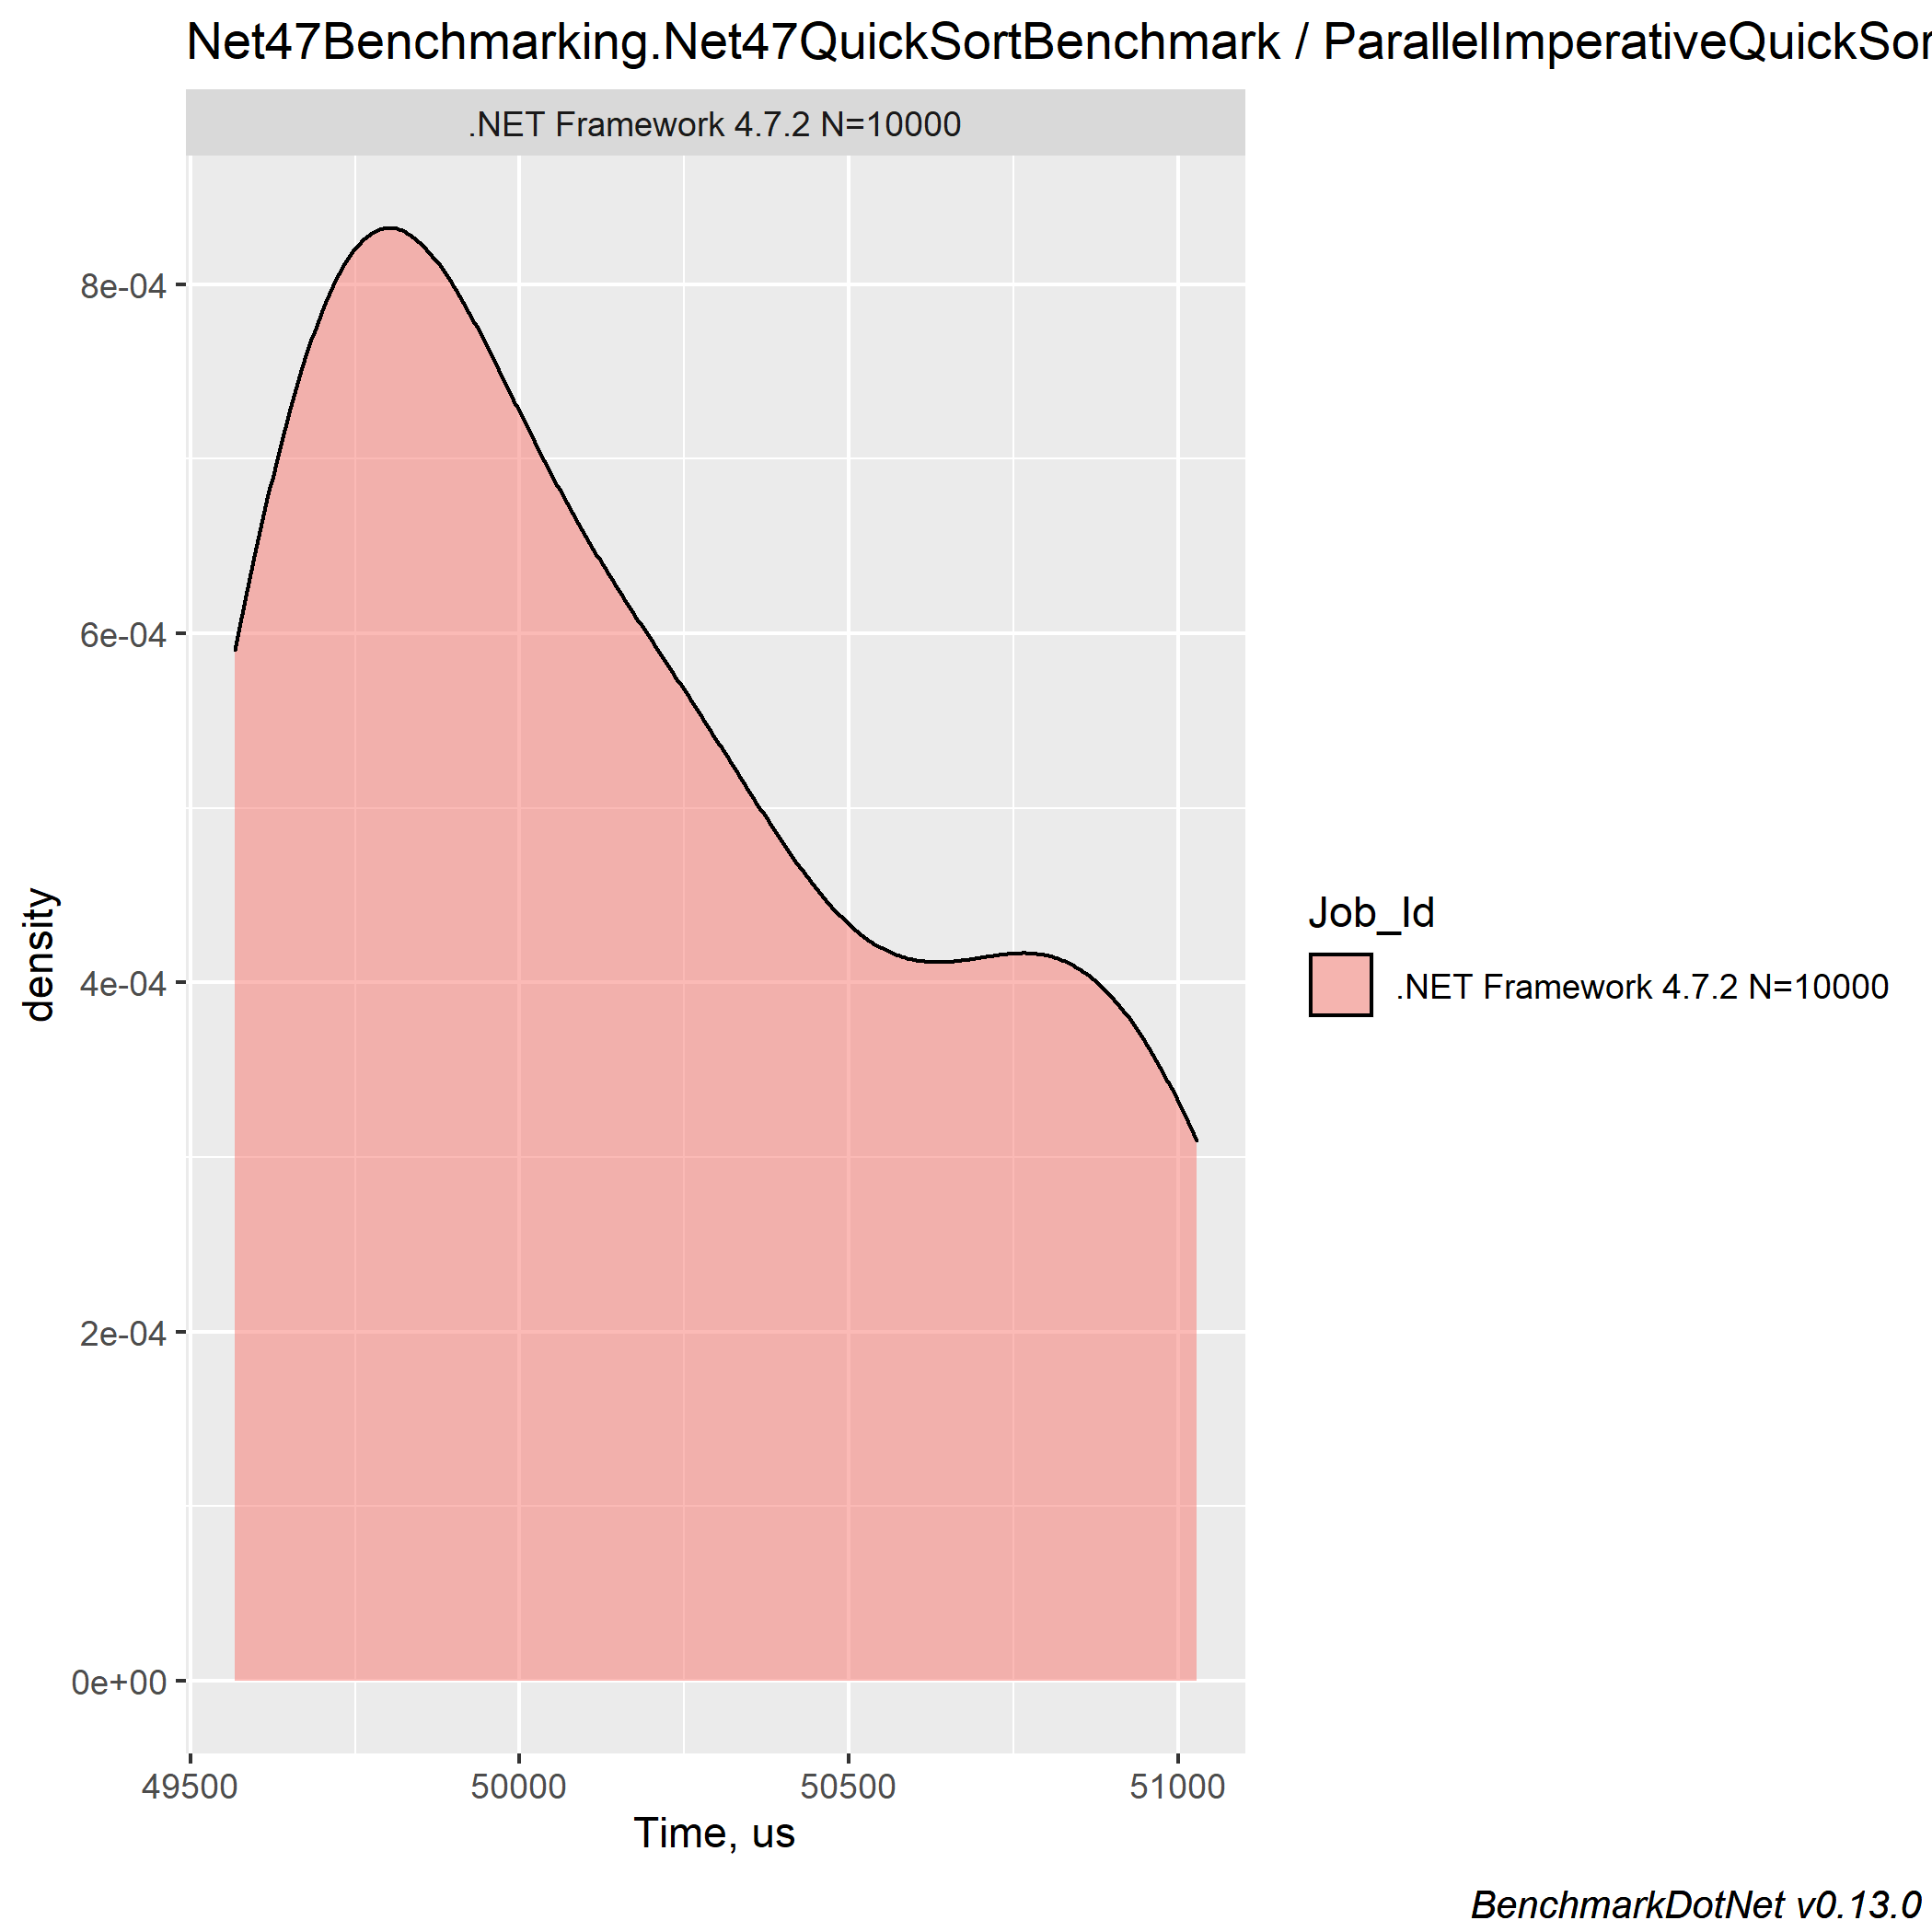 Net47Benchmarking.Net47QuickSortBenchmark / ParallelImperativeQuickSor
.NET Framework 4.7.2 N=10000
8e-04
6e-04
4e-04
2e-04
0e+00
density
49500 50000 50500 51000
Time, us
Job_Id
.NET Framework 4.7.2 N=10000
BenchmarkDotNet v0.13.0